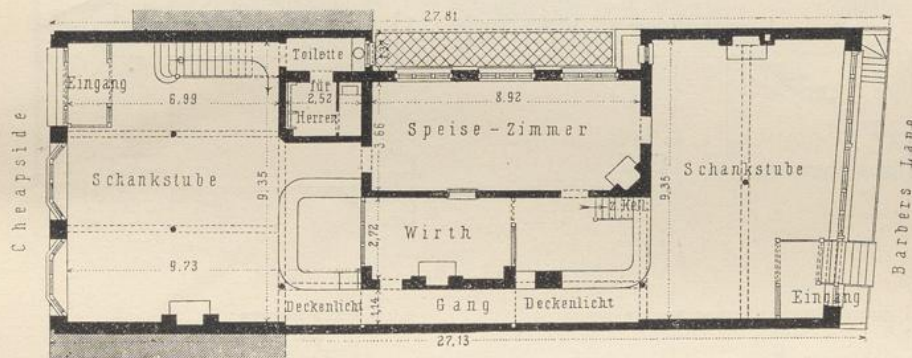 27.81
Toilette
für
Herren
Eingang
6.99
2.52
8.92
3.66
Speise-Zimmer
Cheapside
Schankstube
9.35
Schankstube
9.35
Barbers Lane
z. Kell.
Wirth
2.72
9.73
1.14
Deckenlicht
Gang
Deckenlicht
Eingang
27.13